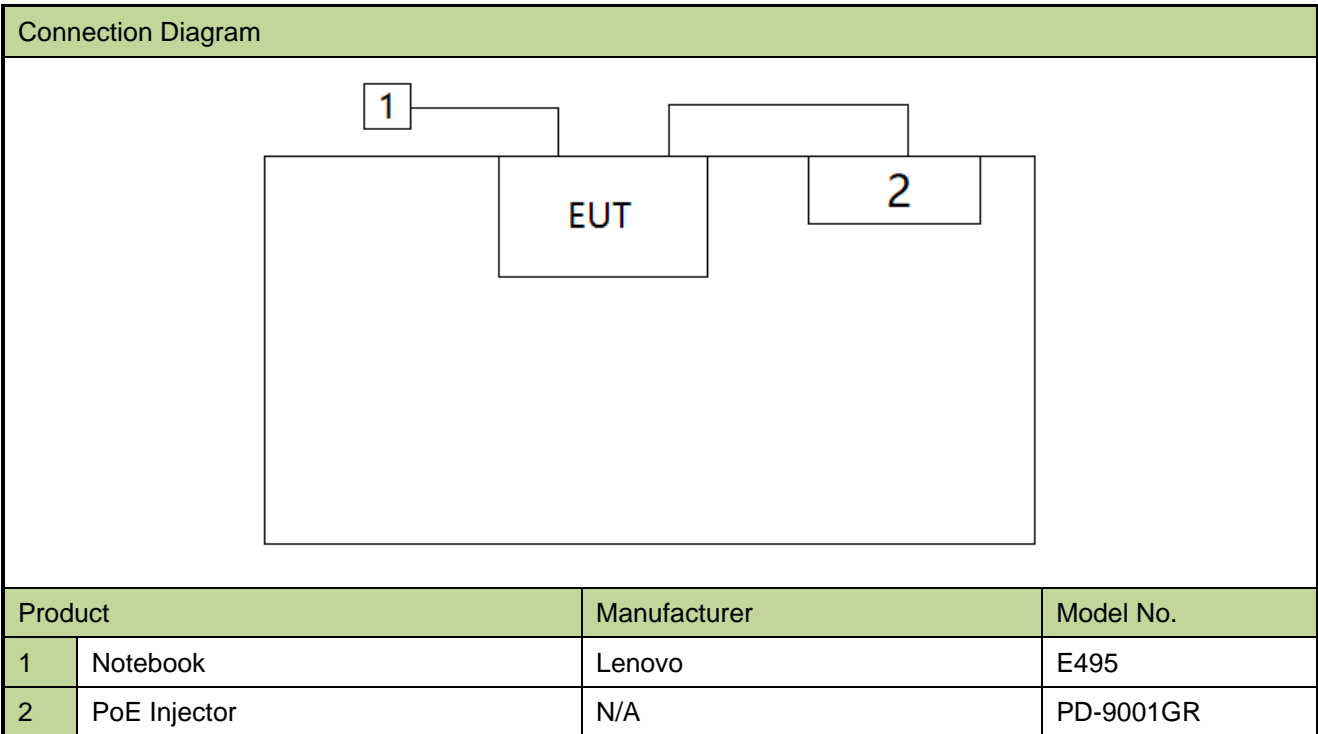 Connection Diagram
1
EUT
2
Product Manufacturer Model No.
1 Notebook Lenovo E495
2 PoE Injector N/A PD-9001GR